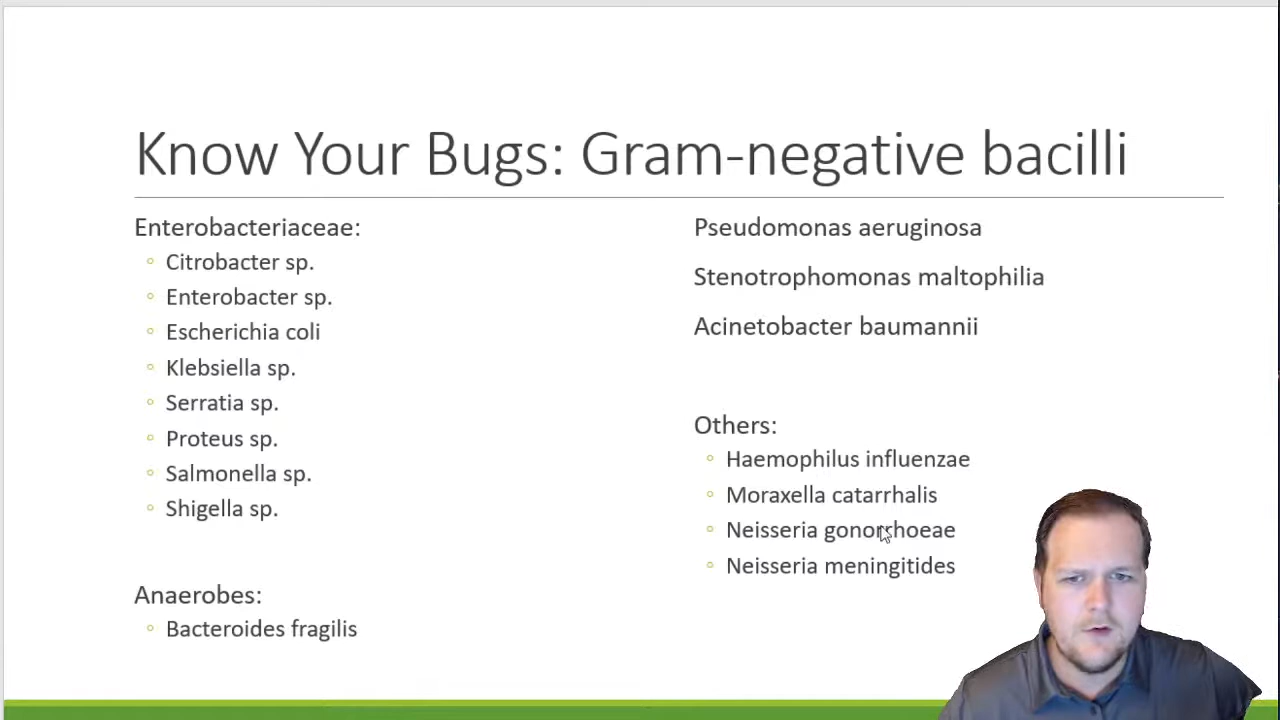 Know Your Bugs: Gram-negative bacilli
Enterobacteriaceae:
Citrobacter sp.
Enterobacter sp.
Escherichia coli
Klebsiella sp.
Serratia sp.
Proteus sp.
Salmonella sp.
Shigella sp.
Anaerobes:
Bacteroides fragilis
Pseudomonas aeruginosa
Stenotrophomonas maltophilia
Acinetobacter baumannii
Others:
Haemophilus influenzae
Moraxella catarrhalis
Neisseria gonorrhoeae
Neisseria meningitides